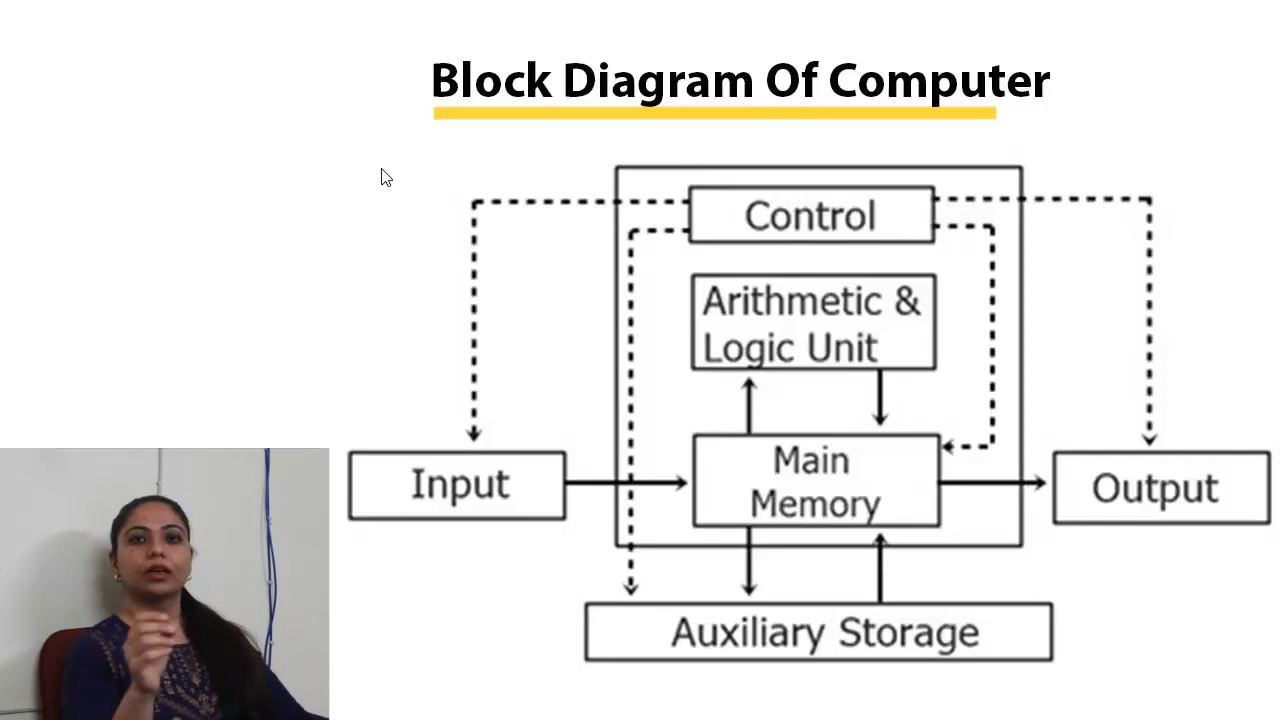 Block Diagram Of Computer
Control
Arithmetic &
Logic Unit
Main
Memory
Input
Output
Auxiliary Storage